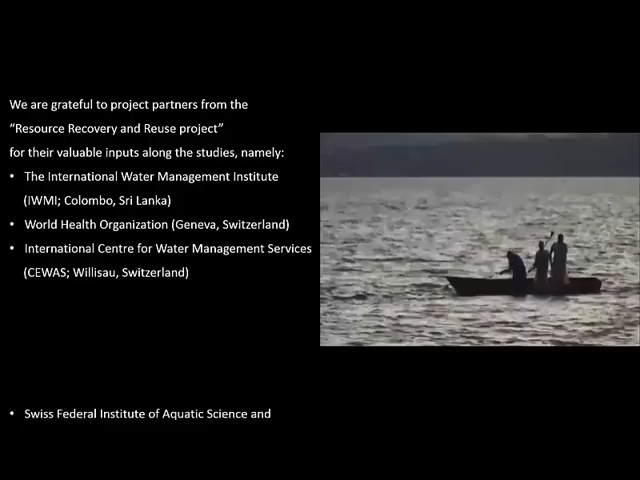 We are grateful to project partners from the
“Resource Recovery and Reuse project”
for their valuable inputs along the studies, namely:
• The International Water Management Institute
(IWMI; Colombo, Sri Lanka)
• World Health Organization (Geneva, Switzerland)
• International Centre for Water Management Services
(CEWAS; Willisau, Switzerland)
• Swiss Federal Institute of Aquatic Science and